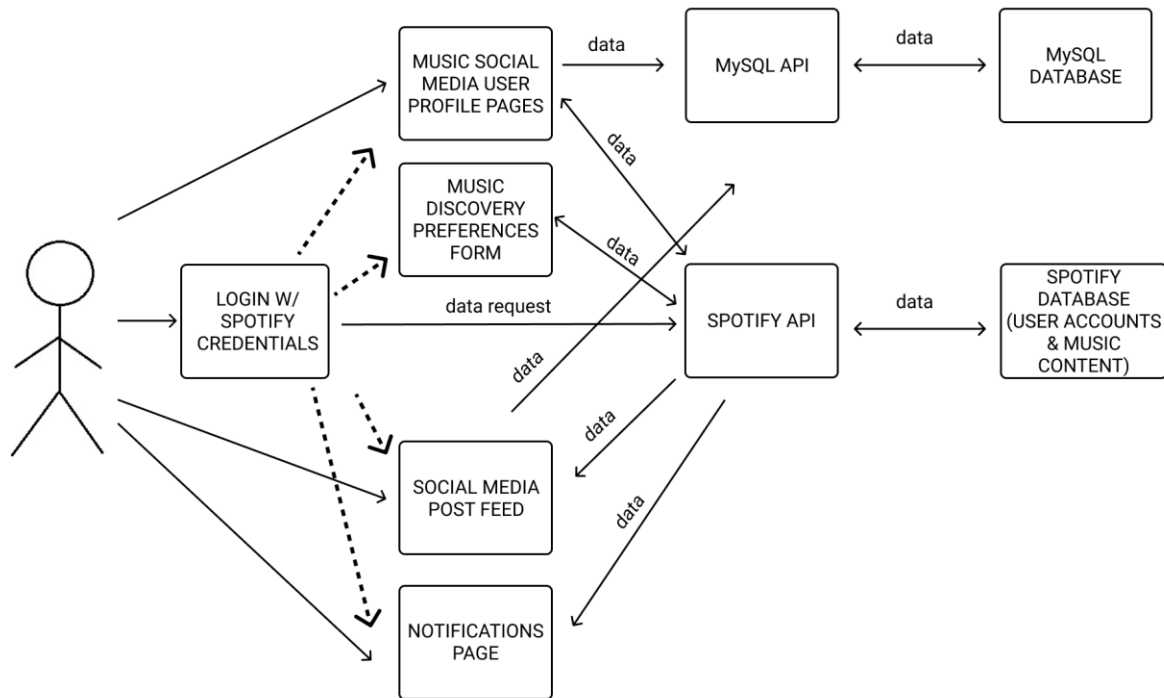 MUSIC SOCIAL
MEDIA USER
PROFILE PAGES
data
MySQL API
data
MySQL
DATABASE
data
MUSIC
DISCOVERY
PREFERENCES
FORM
data
LOGIN W/
SPOTIFY
CREDENTIALS
data request
SPOTIFY API
data
SPOTIFY
DATABASE
(USER ACCOUNTS
& MUSIC
CONTENT)
data
data
SOCIAL MEDIA
POST FEED
data
NOTIFICATIONS
PAGE